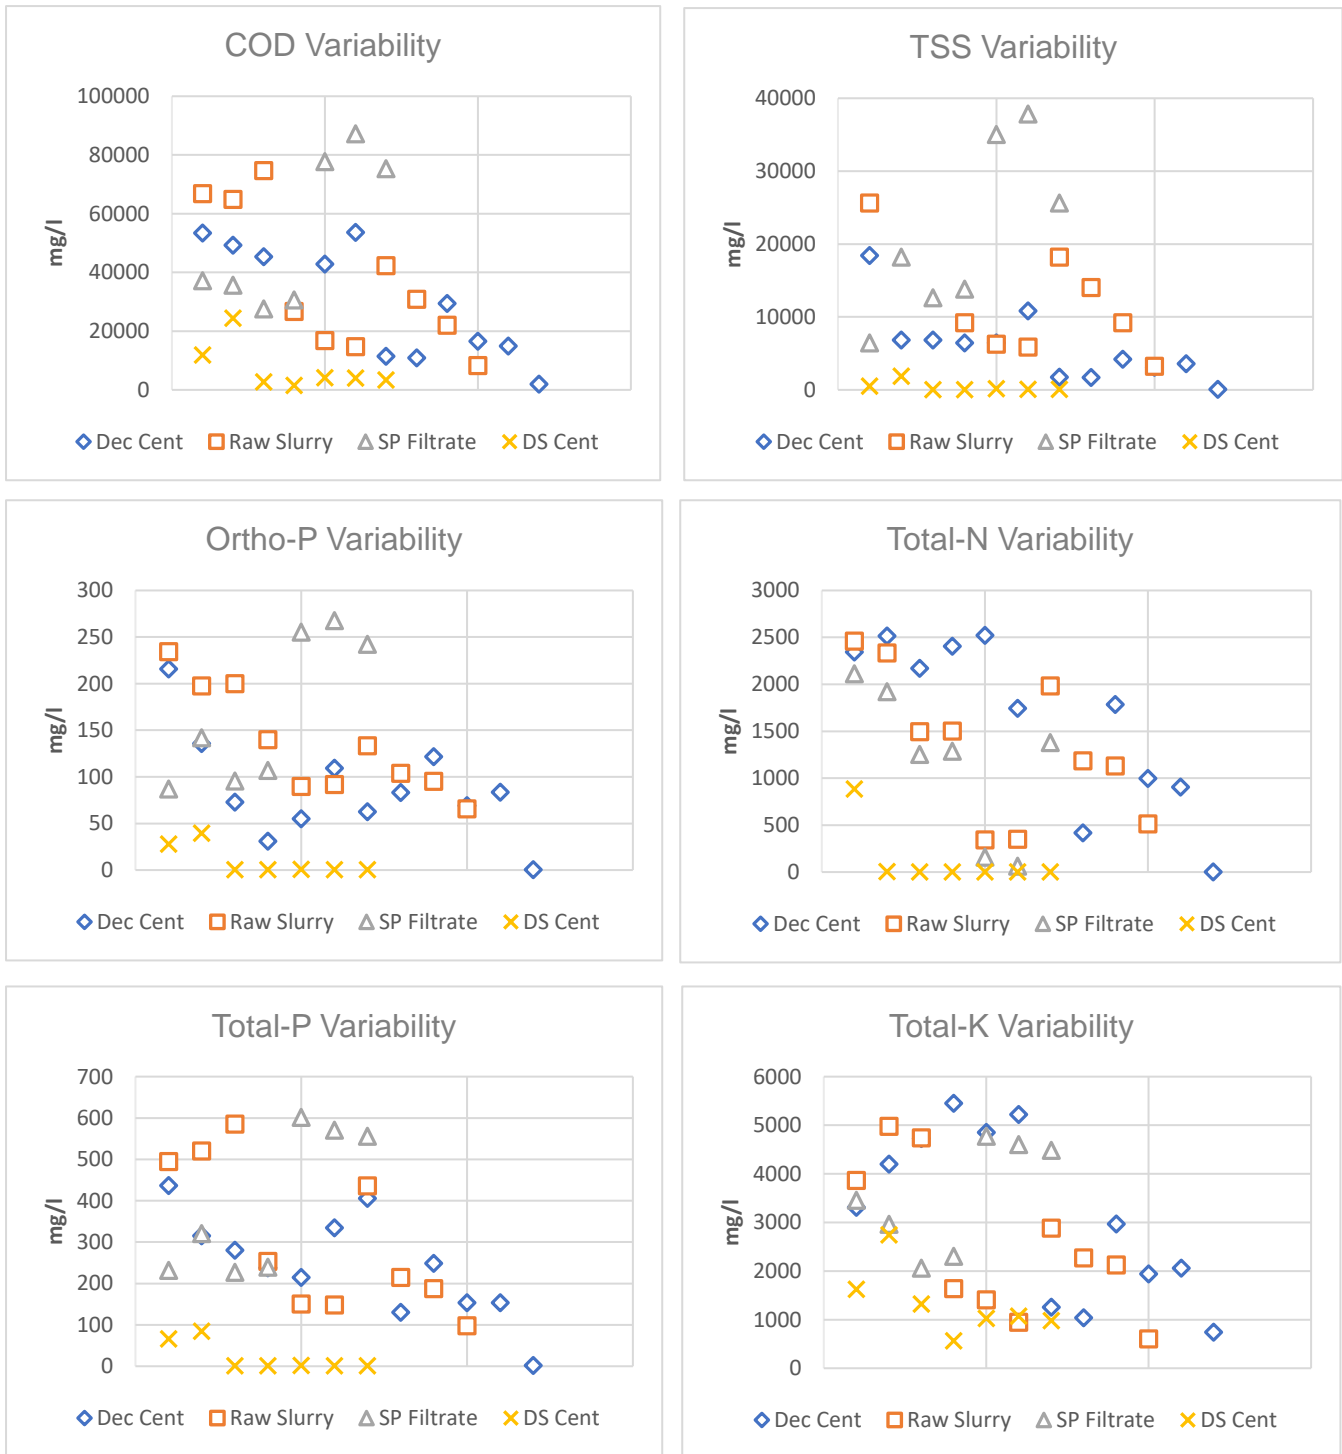 COD Variability
100000
80000
60000
40000
20000
0
mg/l
Dec Cent Raw Slurry SP Filtrate DS Cent
TSS Variability
40000
30000
20000
10000
0
mg/l
Dec Cent Raw Slurry SP Filtrate DS Cent
Ortho-P Variability
300
250
200
150
100
50
0
mg/l
Dec Cent Raw Slurry SP Filtrate DS Cent
Total-N Variability
3000
2500
2000
1500
1000
500
0
mg/l
Dec Cent Raw Slurry SP Filtrate DS Cent
Total-P Variability
700
600
500
400
300
200
100
0
mg/l
Dec Cent Raw Slurry SP Filtrate DS Cent
Total-K Variability
6000
5000
4000
3000
2000
1000
0
mg/l
Dec Cent Raw Slurry SP Filtrate DS Cent